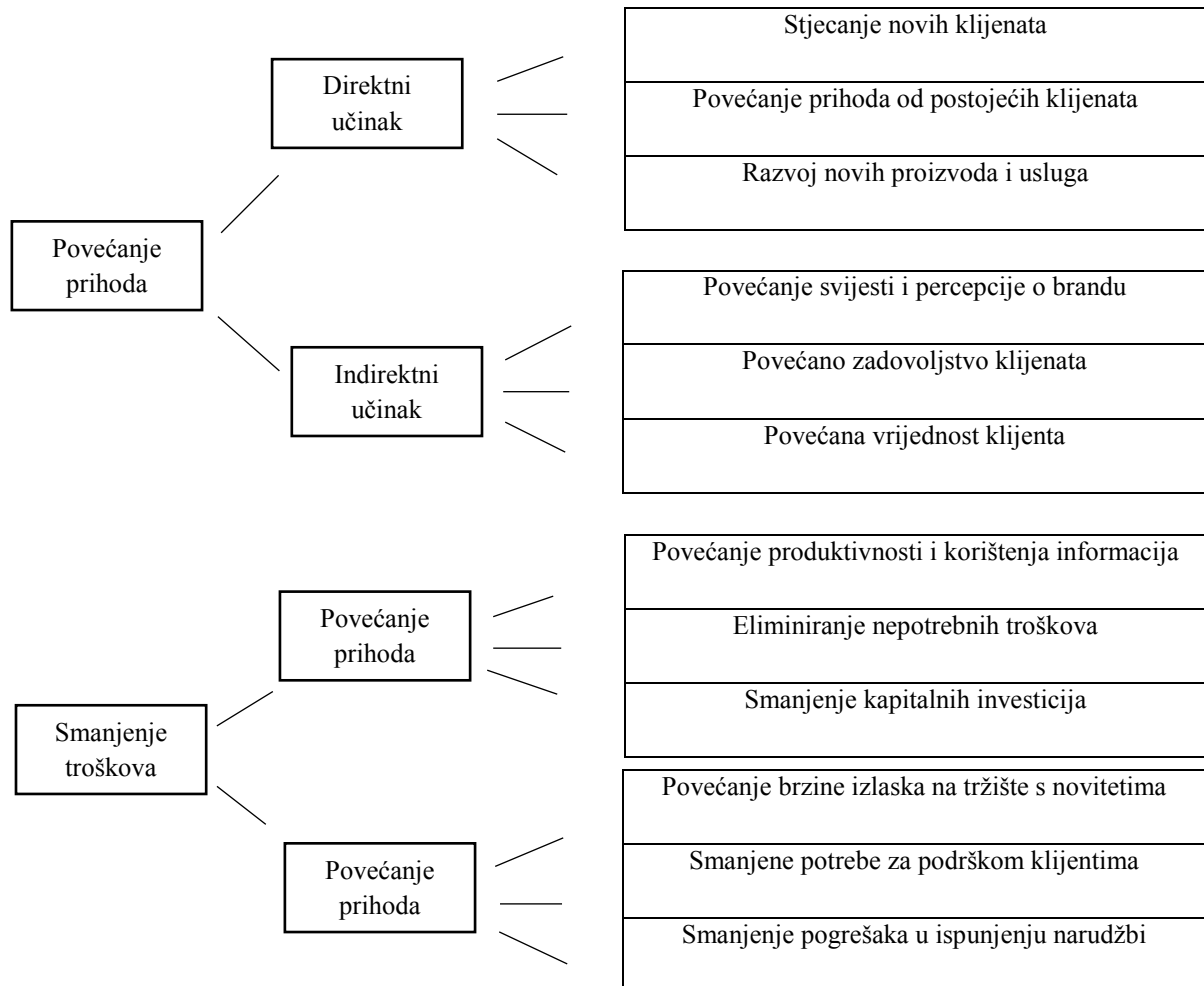 Stjecanje novih klijenata
Direktni
učinak
Povećanje prihoda od postojećih klijenata
Razvoj novih proizvoda i usluga
Povećanje
prihoda
Povećanje svijesti i percepcije o brandu
Indirektni
učinak
Povećano zadovoljstvo klijenata
Povećana vrijednost klijenta
Povećanje produktivnosti i korištenja informacija
Povećanje
prihoda
Eliminiranje nepotrebnih troškova
Smanjenje kapitalnih investicija
Smanjenje
troškova
Povećanje brzine izlaska na tržište s novitetima
Povećanje
prihoda
Smanjene potrebe za podrškom klijentima
Smanjenje pogrešaka u ispunjenju narudžbi